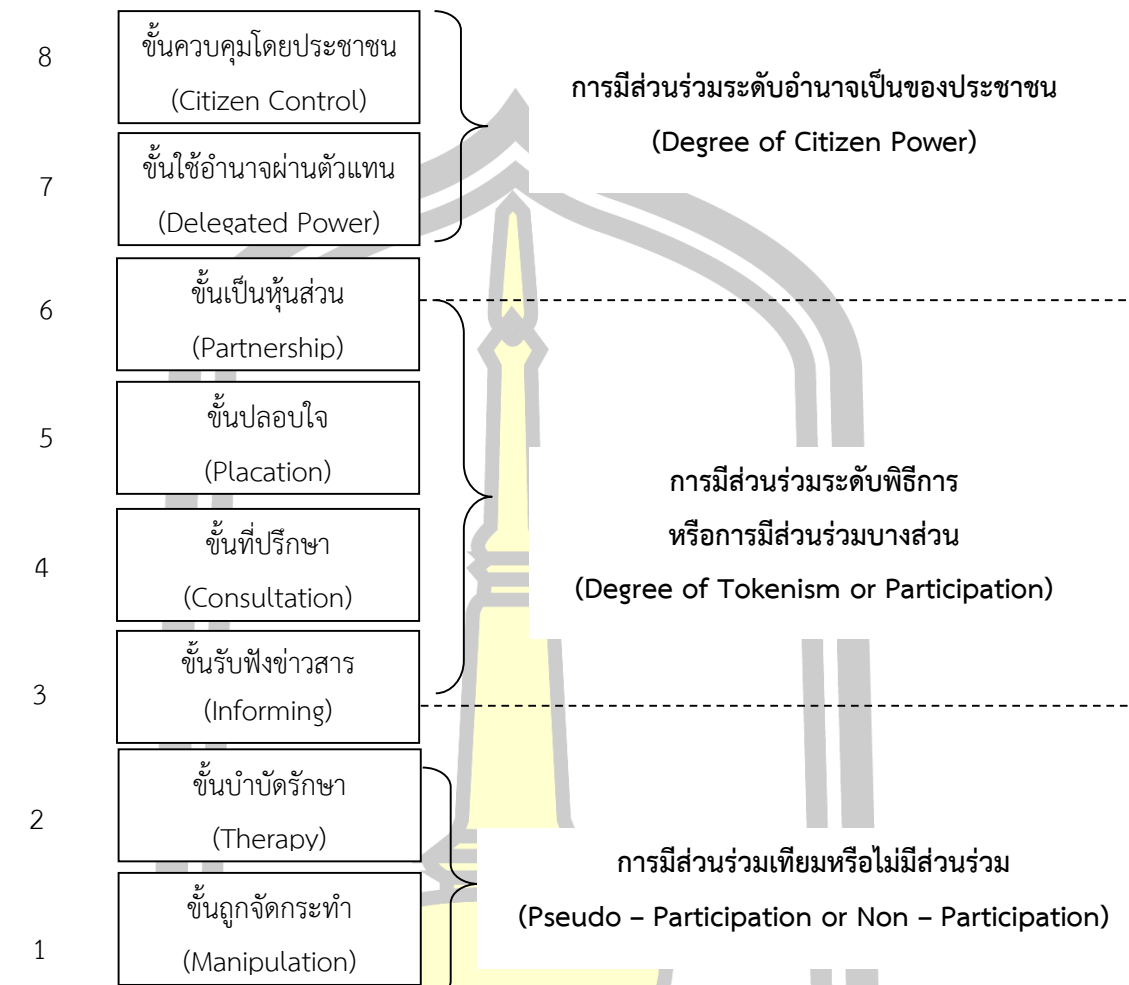 8
ขั้นควบคุมโดยประชาชน
(Citizen Control)
การมีส่วนร่วมระดับอำนาจเป็นของประชาชน
(Degree of Citizen Power)
7
ขั้นใช้อำนาจผ่านตัวแทน
(Delegated Power)
6
ขั้นเป็นหุ้นส่วน
(Partnership)
5
ขั้นปลอบใจ
(Placation)
การมีส่วนร่วมระดับพิธีการ
หรือการมีส่วนร่วมบางส่วน
(Degree of Tokenism or Participation)
4
ขั้นที่ปรึกษา
(Consultation)
3
ขั้นรับฟังข่าวสาร
(Informing)
2
ขั้นบำบัดรักษา
(Therapy)
การมีส่วนร่วมเทียมหรือไม่มีส่วนร่วม
(Pseudo – Participation or Non – Participation)
1
ขั้นถูกจัดกระทำ
(Manipulation)